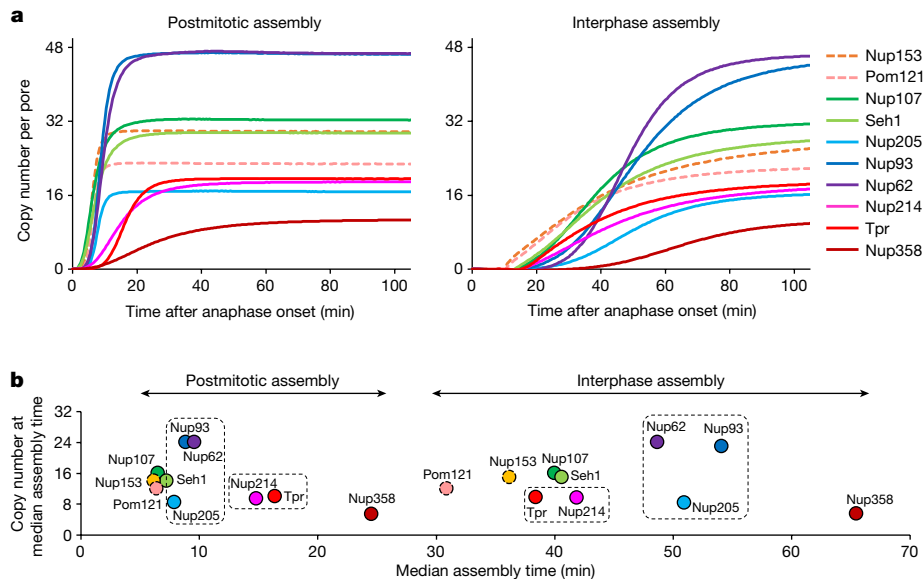 a
Postmitotic assembly
Interphase assembly
Copy number per pore
48
32
16
0
0 20 40 60 80 100
Time after anaphase onset (min)
48
32
16
0
0 20 40 60 80 100
Time after anaphase onset (min)
Nup153
Pom121
Nup107
Seh1
Nup205
Nup93
Nup62
Nup214
Tpr
Nup358
b
Postmitotic assembly
Interphase assembly
Copy number at
median assembly time
32
24
16
8
0
Nup93
Nup62
Nup107
Nup153
Seh1
Pom121
Nup205
Nup214
Tpr
Nup358
Pom121
Nup153
Nup107
Seh1
Tpr
Nup214
Nup62
Nup93
Nup205
Nup358
0 10 20 30 40 50 60 70
Median assembly time (min)